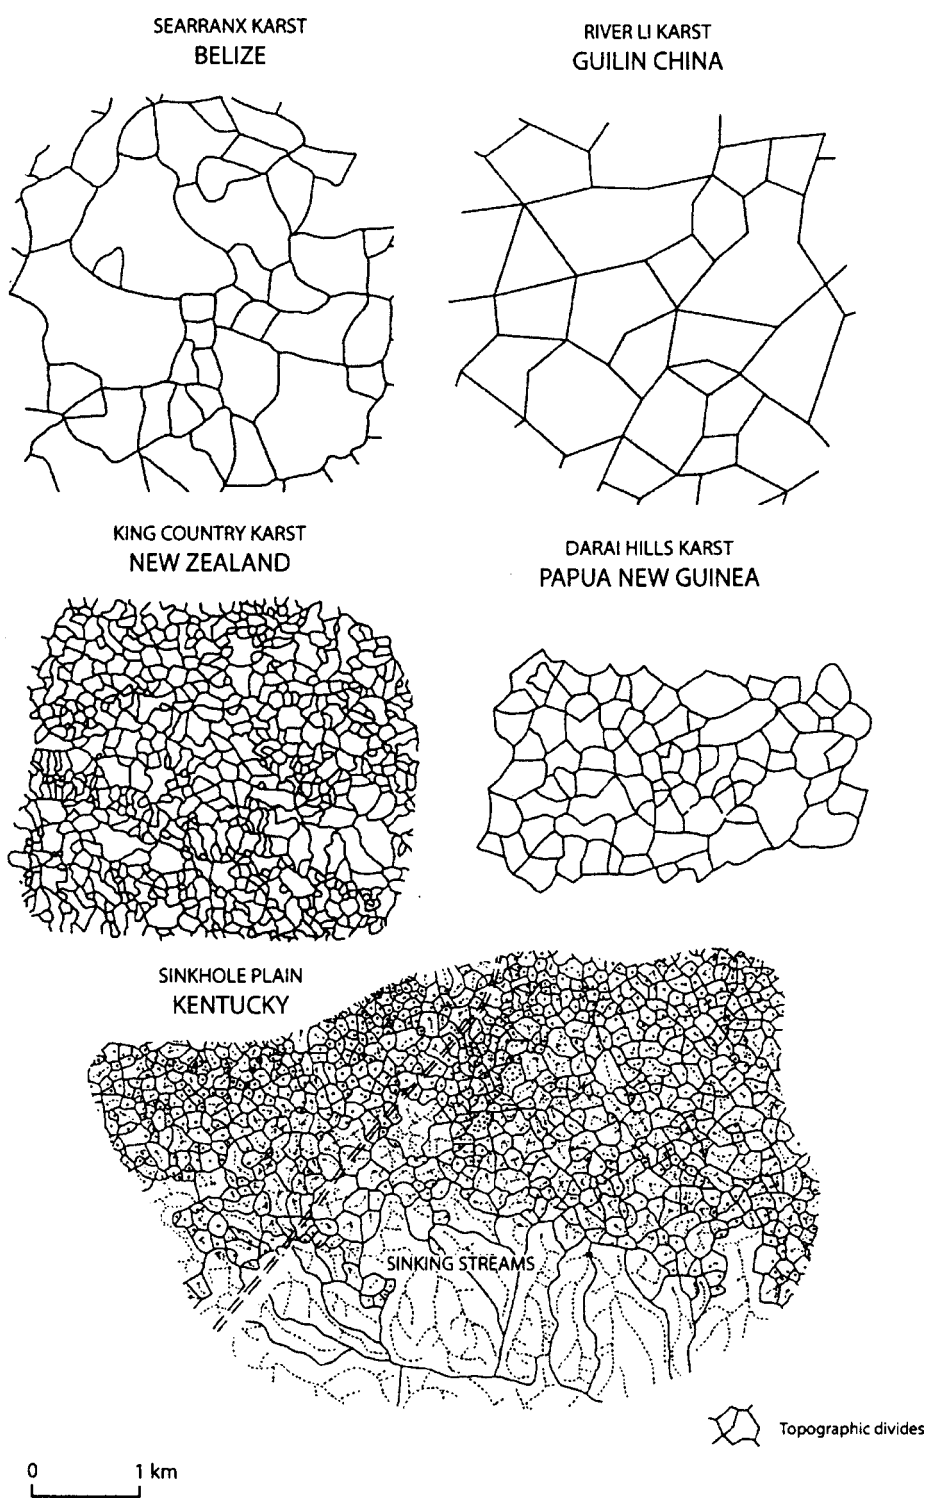 SEARRANX KARST
BELIZE
RIVER LI KARST
GUILIN CHINA
KING COUNTRY KARST
NEW ZEALAND
DARAI HILLS KARST
PAPUA NEW GUINEA
SINKHOLE PLAIN
KENTUCKY
SINKING STREAMS
Topographic divides
0 1 km